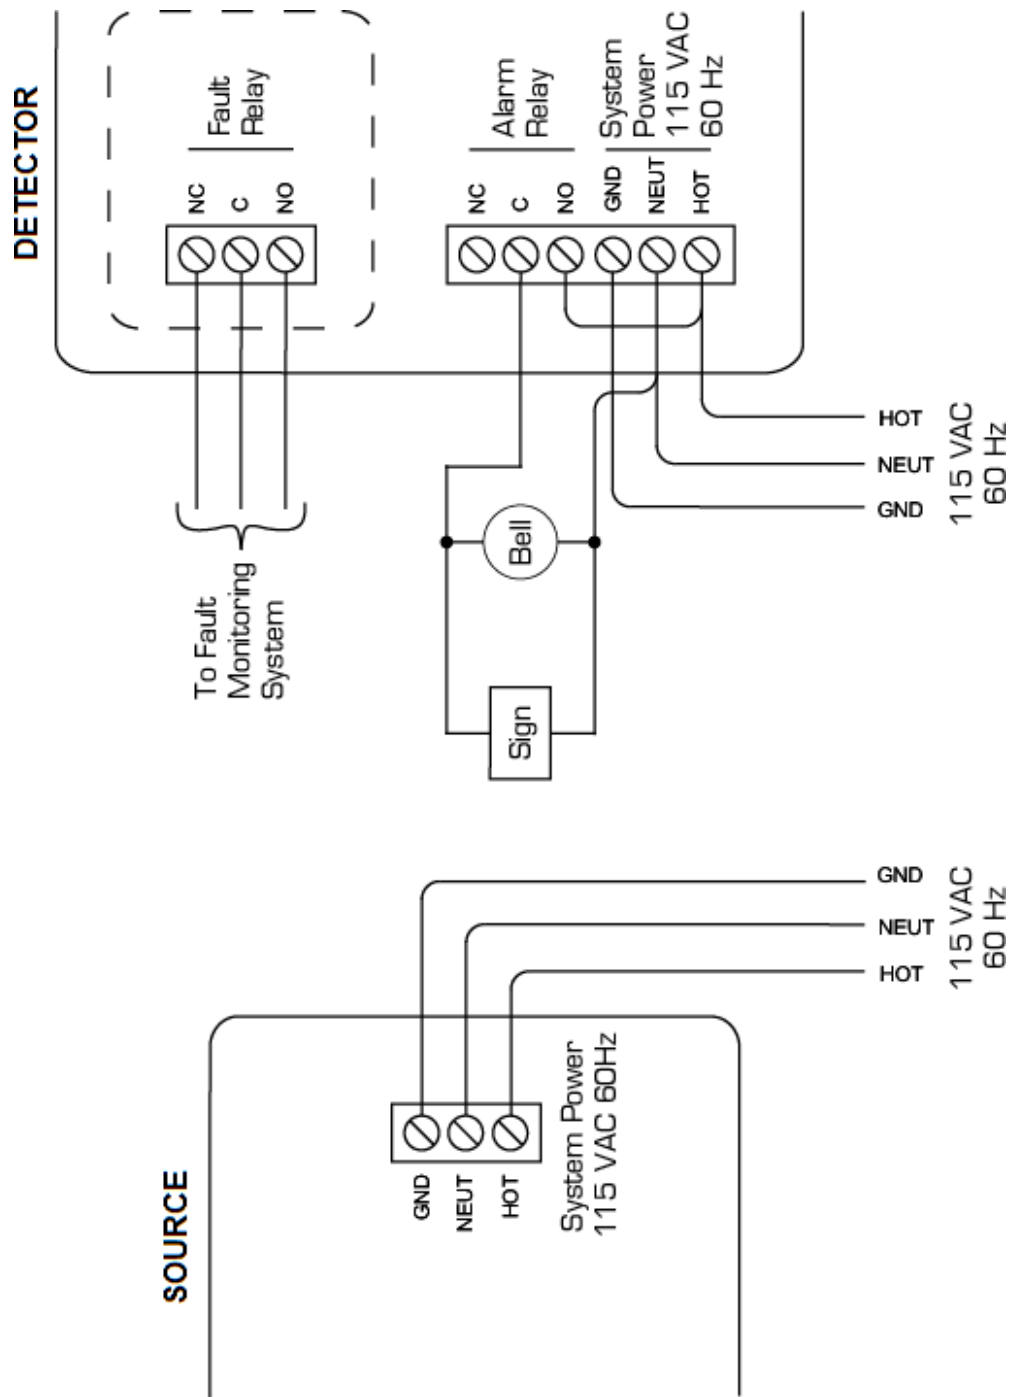 DETECTOR
Fault
Relay
NC
C
NO
Alarm
Relay
NC
C
NO
System
Power
115 VAC
60 Hz
GND
NEUT
HOT
To Fault
Monitoring
System
Bell
Sign
HOT
NEUT
GND
115 VAC
60 Hz
SOURCE
GND
NEUT
HOT
System Power
115 VAC 60Hz
GND
NEUT
HOT
115 VAC
60 Hz